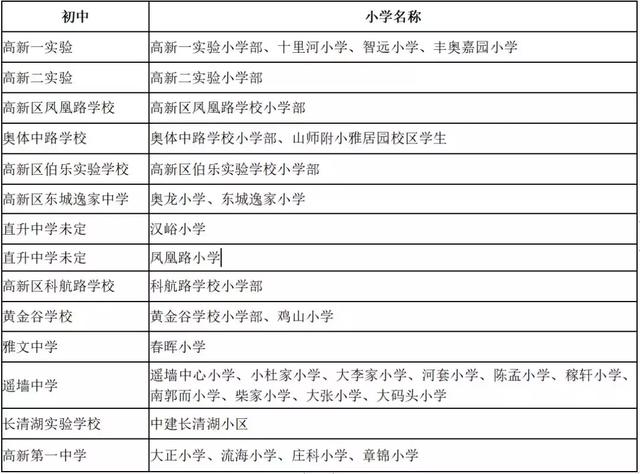 初中 小学名称
高新一实验 高新一实验小学部、十里河小学、智远小学、丰奥嘉园小学
高新二实验 高新二实验小学部
高新区凤凰路学校 高新区凤凰路学校小学部
奥体中路学校 奥体中路学校小学部、山师附小雅居园校区学生
高新区伯乐实验学校 高新区伯乐实验学校小学部
高新区东城逸家中学 奥龙小学、东城逸家小学
直升中学未定 汉峪小学
直升中学未定 凤凰路小学
高新区科航路学校 科航路学校小学部
黄金谷学校 黄金谷学校小学部、鸡山小学
雅文中学 春晖小学
遥墙中学 遥墙中心小学、小杜家小学、大李家小学、河套小学、陈孟小学、稼轩小学、
南郭而小学、柴家小学、大张小学、大码头小学
长清湖实验学校 中建长清湖小区
高新第一中学 大正小学、流海小学、庄科小学、章锦小学